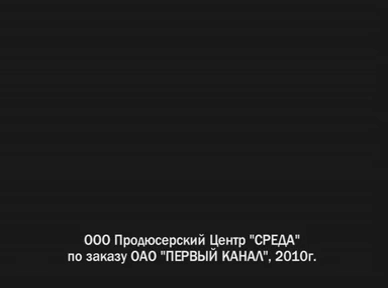 ООО Продюсерский Центр "СРЕДА"
по заказу ОАО "ПЕРВЫЙ КАНАЛ", 2010г.